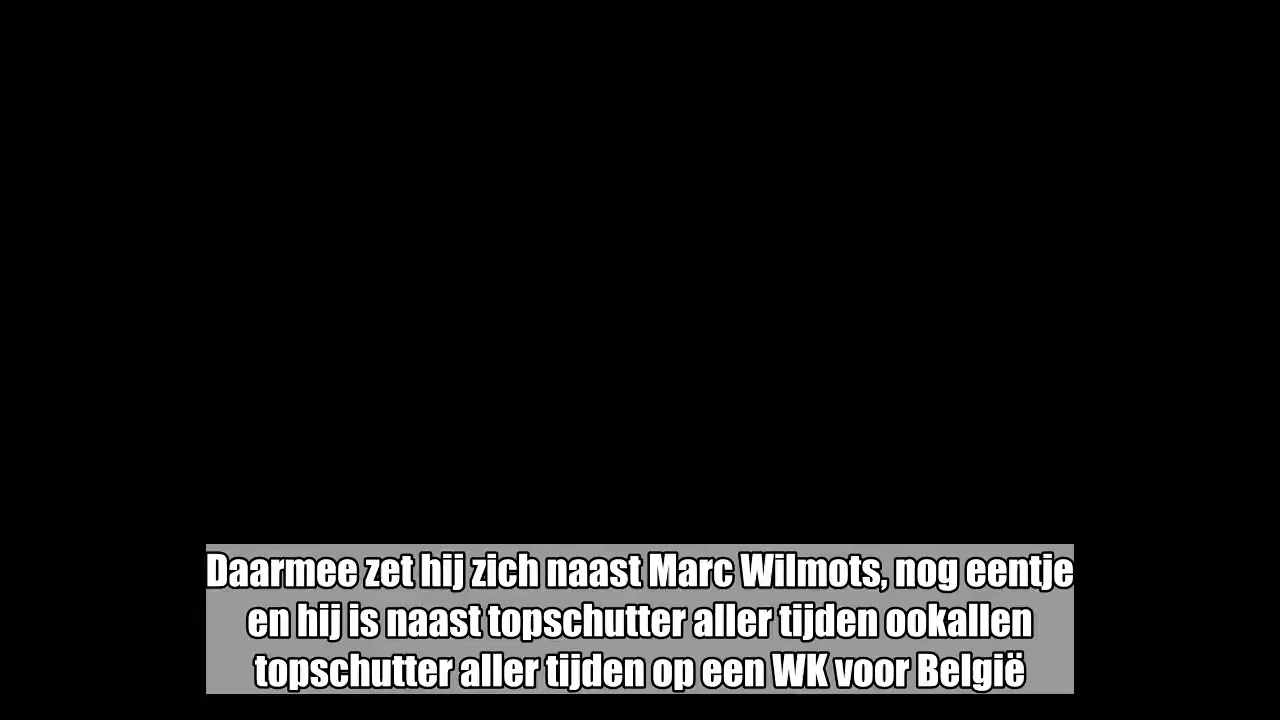 Daarmee zet hij zich naast Marc Wilmots, nog eentje
en hij is naast topschutter aller tijden ookallen
topschutter aller tijden op een WK voor België